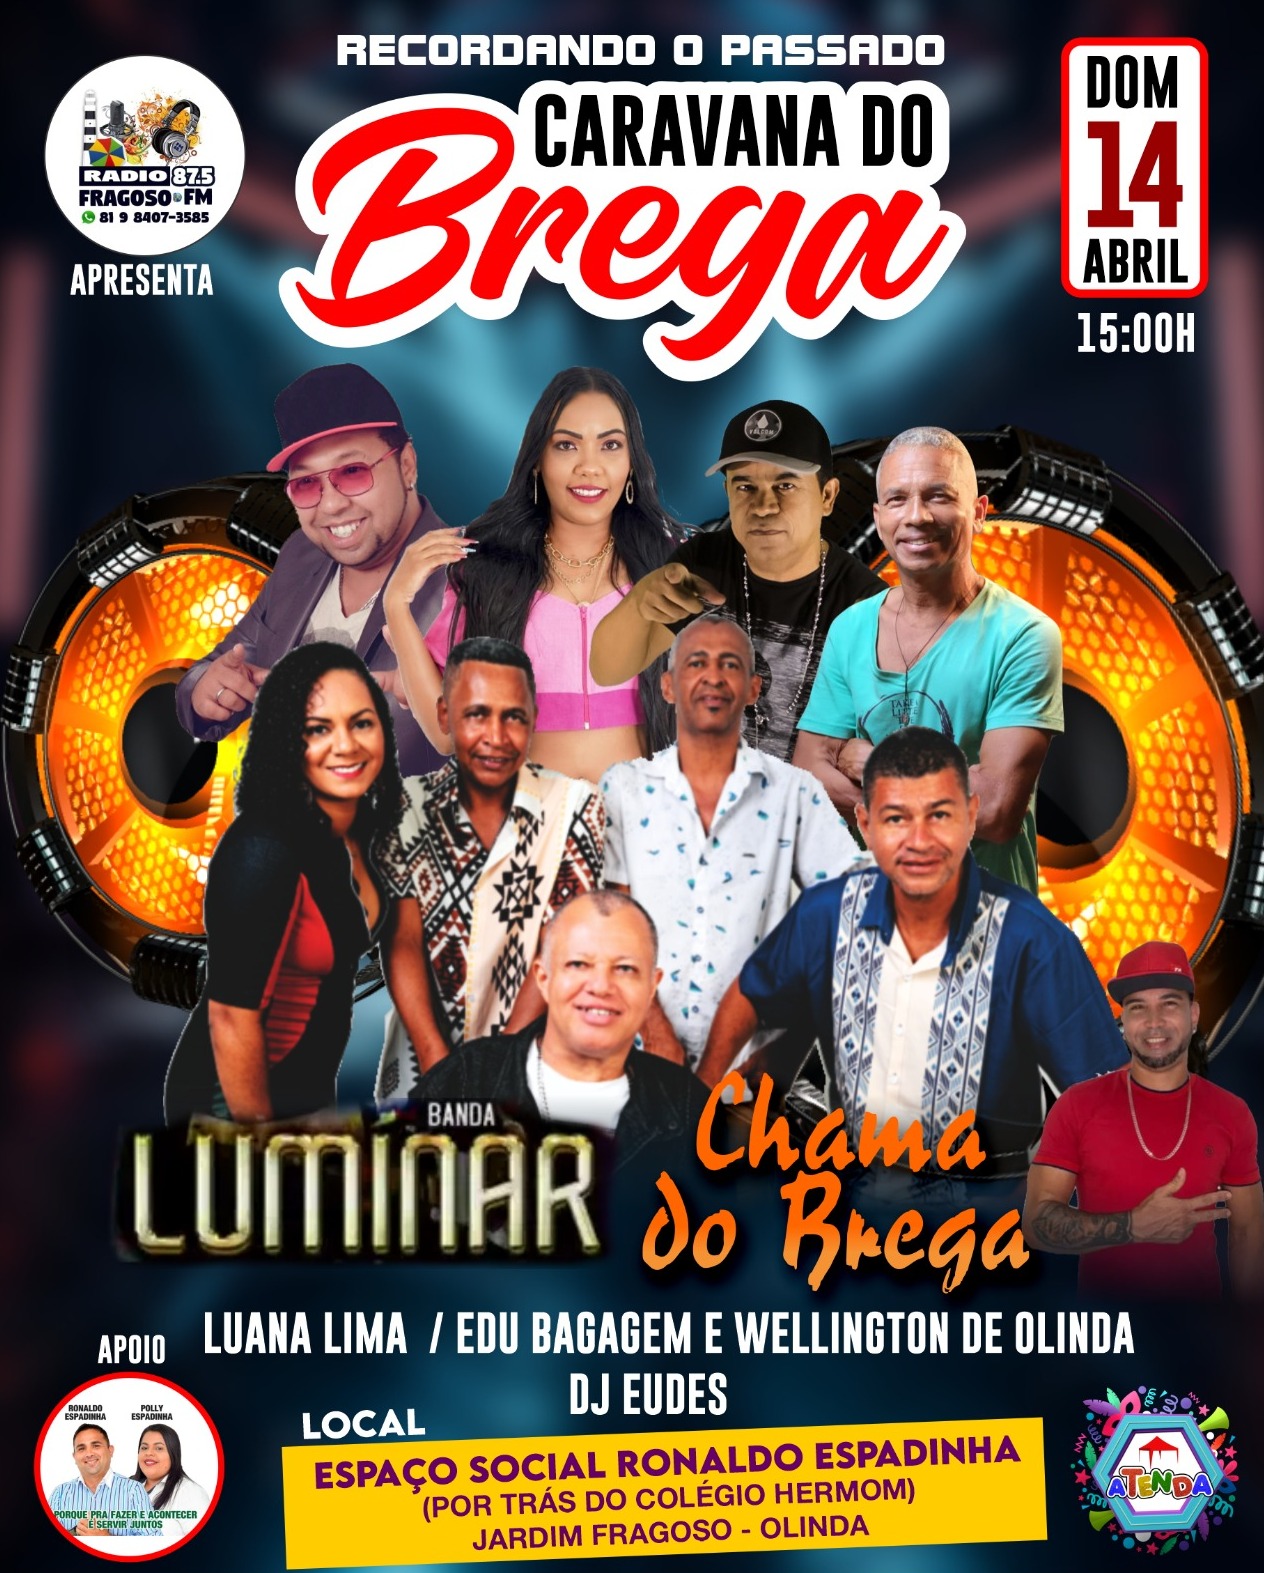 RECORDANDO O PASSADO
CARAVANA DO
Brega
RADIO 87.5
FRAGOSO FM
81 9 8407-3585
APRESENTA
DOM
14
ABRIL
15:00H
VALCOM
BANDA
LUMÍNAR
Chama
do Brega
LUANA LIMA / EDU BAGAGEM E WELLINGTON DE OLINDA
DJ EUDES
APOIO
RONALDO ESPADINHA
POLLY ESPADINHA
PORQUE PRA FAZER E ACONTECER
E SERVIR JUNTOS
LOCAL
ESPAÇO SOCIAL RONALDO ESPADINHA
(POR TRÁS DO COLÉGIO HERMOM)
JARDIM FRAGOSO - OLINDA
ATENDA